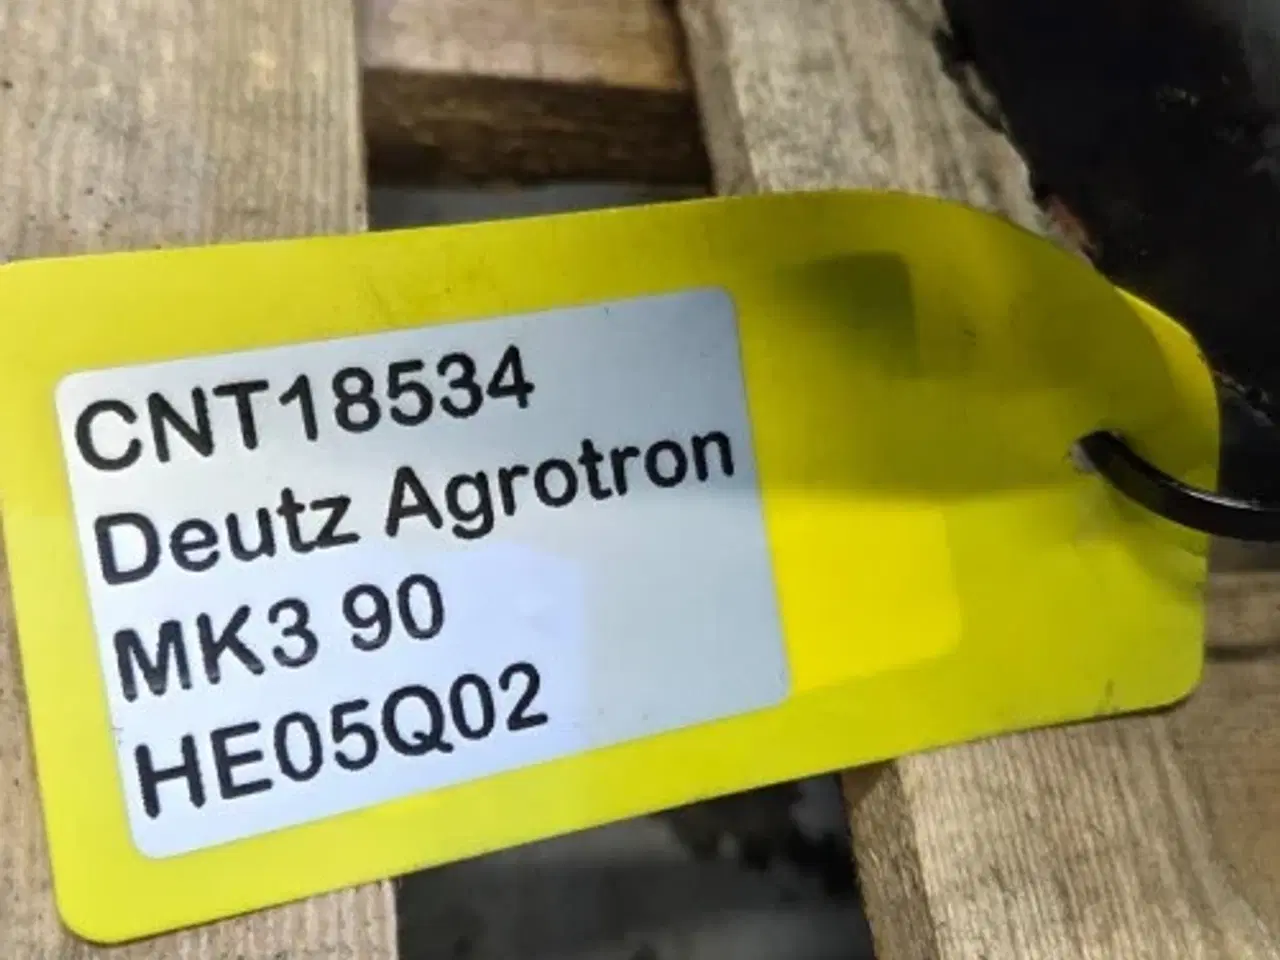 CNT18534
Deutz Agrotron
MK3 90
HE05Q02